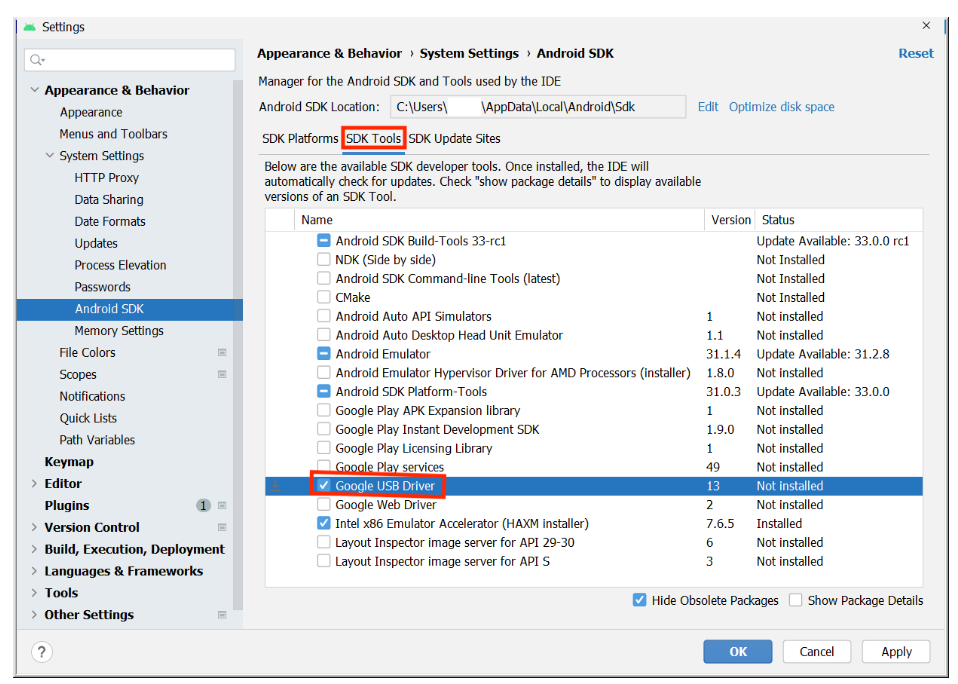 Settings
Appearance & Behavior › System Settings › Android SDK
Reset
Appearance & Behavior
Appearance
Menus and Toolbars
System Settings
HTTP Proxy
Data Sharing
Date Formats
Updates
Process Elevation
Passwords
Android SDK
Memory Settings
File Colors
Scopes
Notifications
Quick Lists
Path Variables
Keymap
Editor
Plugins 1
Version Control
Build, Execution, Deployment
Languages & Frameworks
Tools
Other Settings
Manager for the Android SDK and Tools used by the IDE
Android SDK Location: C:\Users\ \AppData\Local\Android\Sdk Edit Optimize disk space
SDK Platforms SDK Tools SDK Update Sites
Below are the available SDK developer tools. Once installed, the IDE will
automatically check for updates. Check "show package details" to display available
versions of an SDK Tool.
Name Version Status
Android SDK Build-Tools 33-rc1 Update Available: 33.0.0 rc1
NDK (Side by side) Not Installed
Android SDK Command-line Tools (latest) Not Installed
CMake Not Installed
Android Auto API Simulators 1 Not installed
Android Auto Desktop Head Unit Emulator 1.1 Not installed
Android Emulator 31.1.4 Update Available: 31.2.8
Android Emulator Hypervisor Driver for AMD Processors (installer) 1.8.0 Not installed
Android SDK Platform-Tools 31.0.3 Update Available: 33.0.0
Google Play APK Expansion library 1 Not installed
Google Play Instant Development SDK 1.9.0 Not installed
Google Play Licensing Library 1 Not installed
Google Play services 49 Not installed
Google USB Driver 13 Not installed
Google Web Driver 2 Not installed
Intel x86 Emulator Accelerator (HAXM installer) 7.6.5 Installed
Layout Inspector image server for API 29-30 6 Not installed
Layout Inspector image server for API S 3 Not installed
Hide Obsolete Packages Show Package Details
? OK Cancel Apply